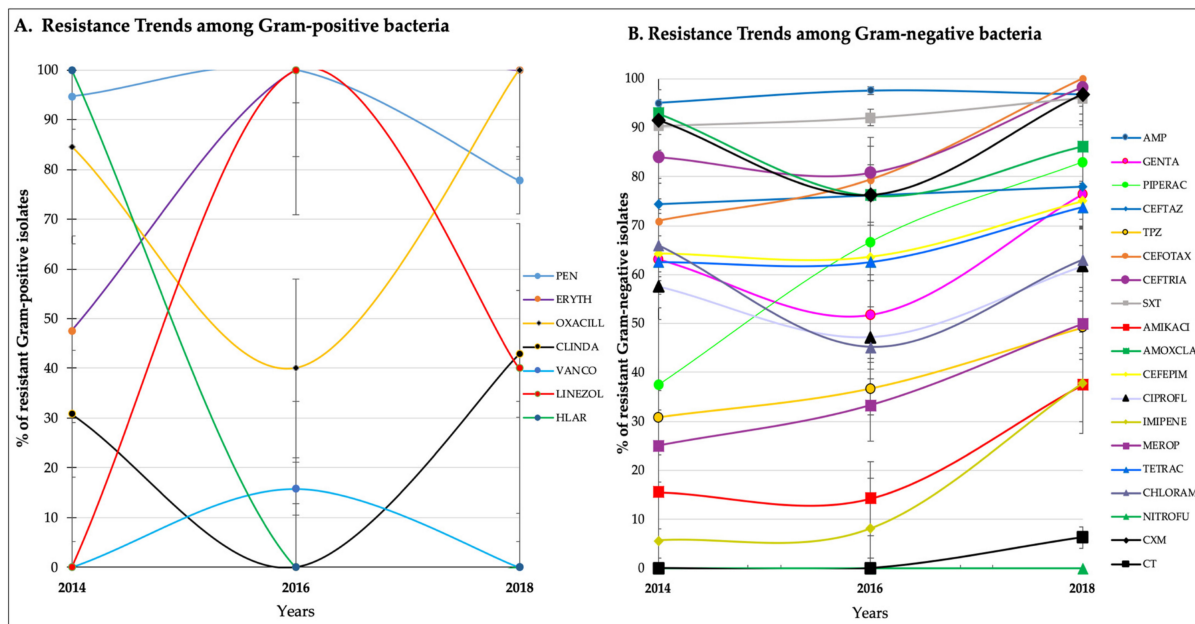 A. Resistance Trends among Gram-positive bacteria
% of resistant Gram-positive isolates
100
90
80
70
60
50
40
30
20
10
0
2014
2016
2018
Years
PEN
ERYTH
OXACILL
CLINDA
VANCO
LINEZOL
HLAR
B. Resistance Trends among Gram-negative bacteria
% of resistant Gram-negative isolates
100
90
80
70
60
50
40
30
20
10
0
2014
2016
2018
Years
AMP
GENTA
PIPERAC
CEFTAZ
TPZ
CEFOTAX
CEFTRIA
SXT
AMIKACI
AMOXCLA
CEFEPIM
CIPROFL
IMIPENE
MEROP
TETRAC
CHLORAM
NITROFU
CXM
CT